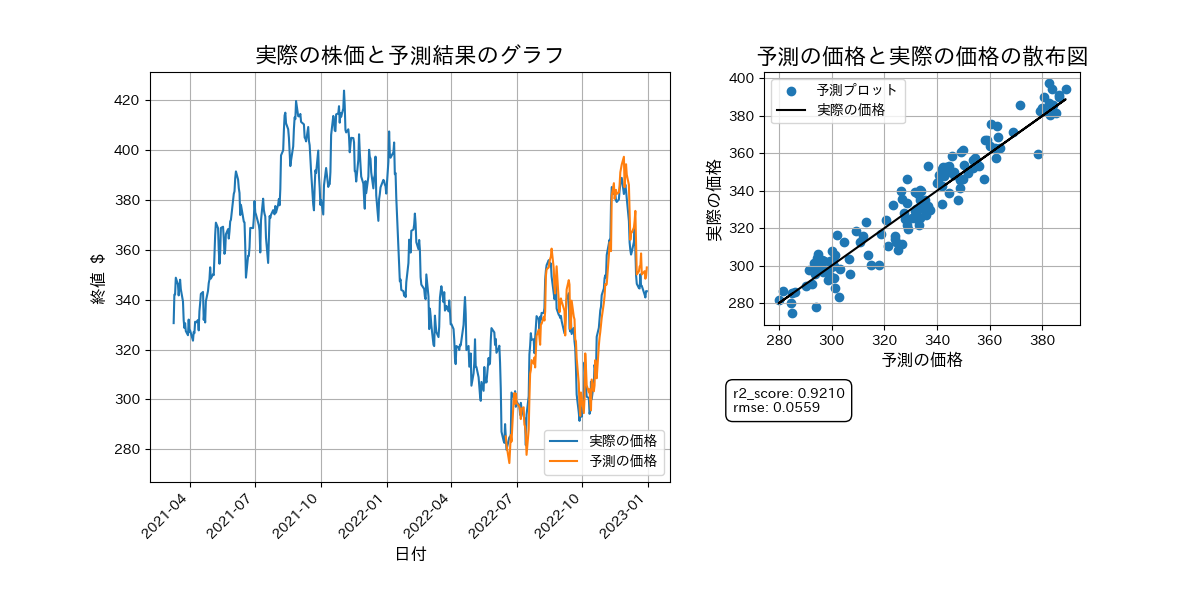 実際の株価と予測結果のグラフ
終値 $
420
400
380
360
340
320
300
280
実際の価格
予測の価格
2021-04
2021-07
2021-10
2022-01
2022-04
2022-07
2022-10
2023-01
日付
予測の価格と実際の価格の散布図
実際の価格
400
380
360
340
320
300
280
予測プロット
実際の価格
280
300
320
340
360
380
予測の価格
r2_score: 0.9210
rmse: 0.0559